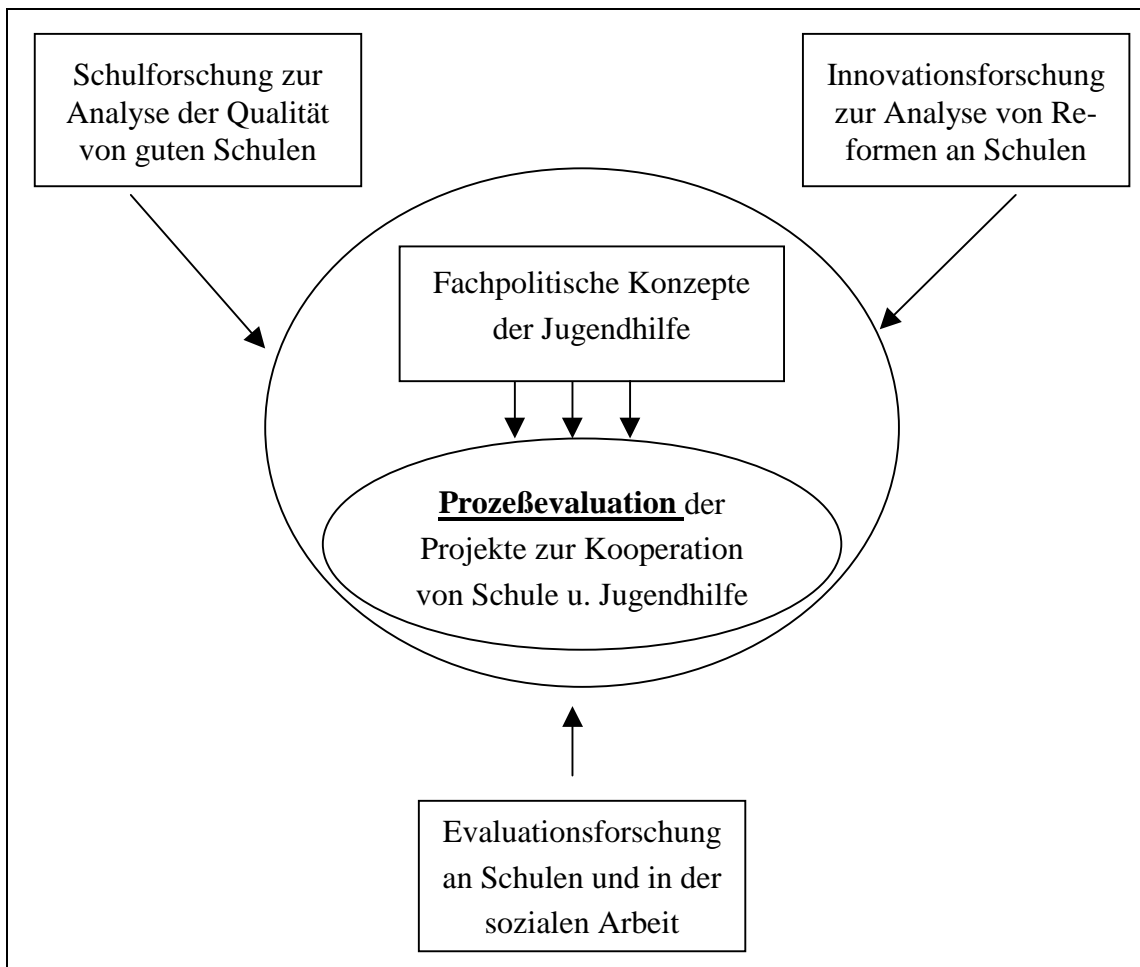 Schulforschung zur
Analyse der Qualität
von guten Schulen
Innovationsforschung
zur Analyse von Re-
formen an Schulen
Fachpolitische Konzepte
der Jugendhilfe
Prozeßevaluation der
Projekte zur Kooperation
von Schule u. Jugendhilfe
Evaluationsforschung
an Schulen und in der
sozialen Arbeit